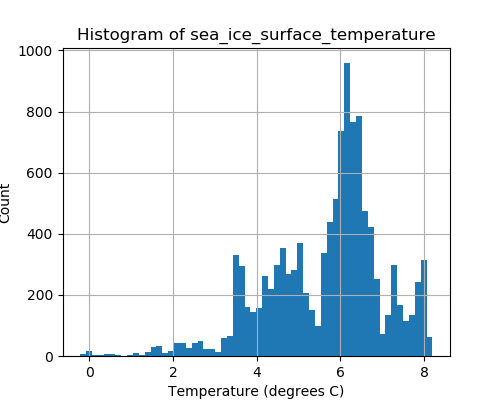 Histogram of sea_ice_surface_temperature
1000
800
600
400
200
0
Count
0 2 4 6 8
Temperature (degrees C)